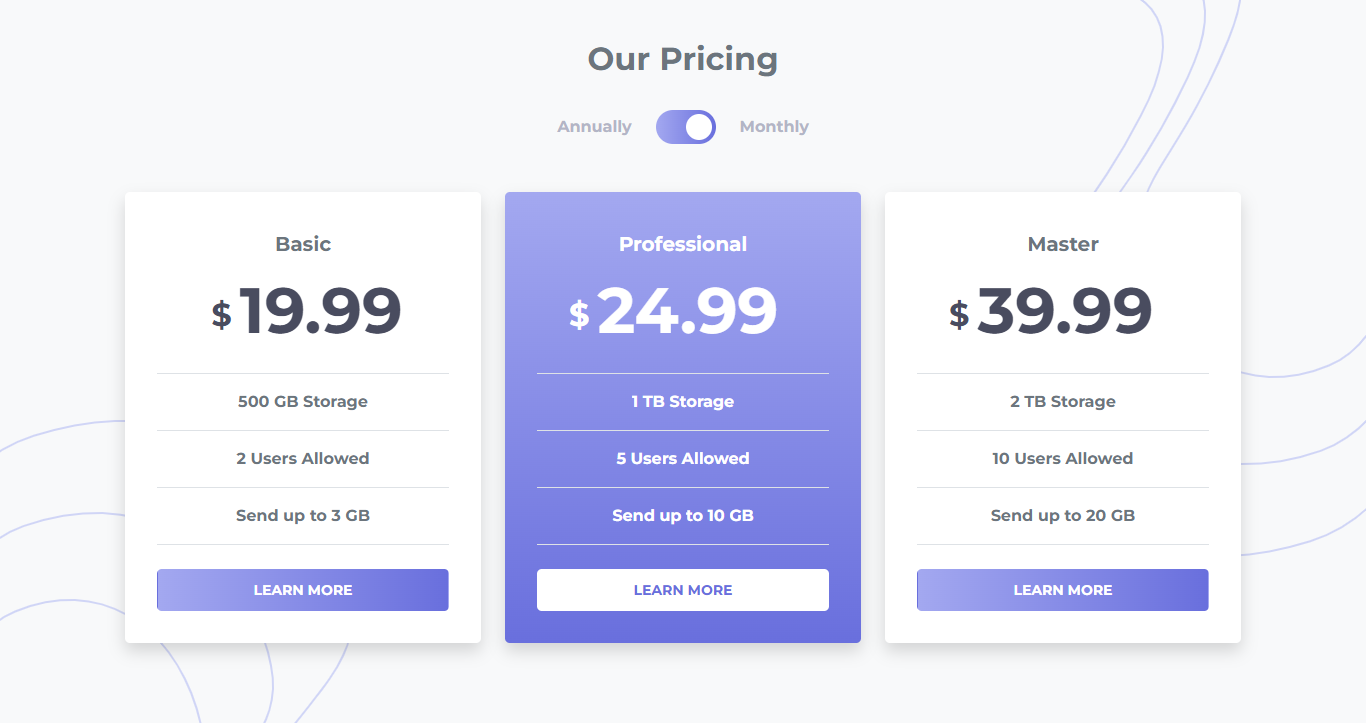 Our Pricing
Annually Monthly
Basic
$ 19.99
500 GB Storage
2 Users Allowed
Send up to 3 GB
LEARN MORE
Professional
$ 24.99
1 TB Storage
5 Users Allowed
Send up to 10 GB
LEARN MORE
Master
$ 39.99
2 TB Storage
10 Users Allowed
Send up to 20 GB
LEARN MORE